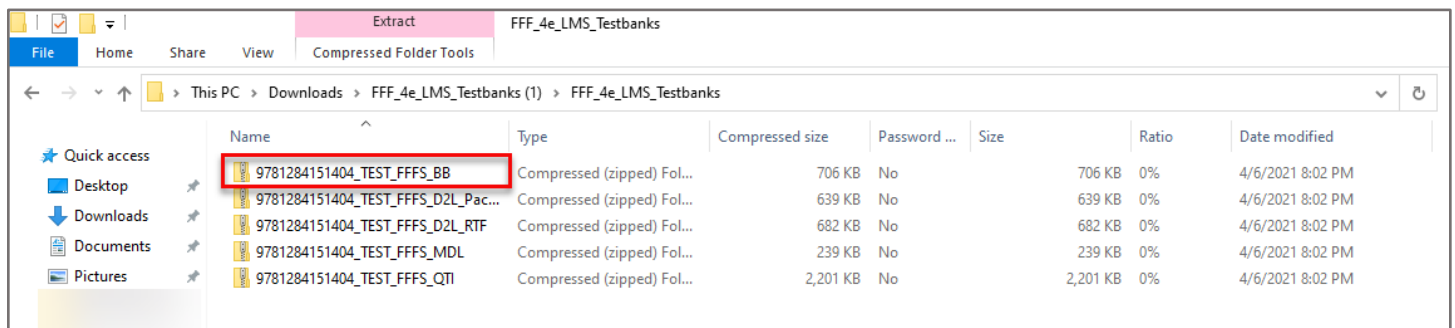 Extract FFF_4e_LMS_Testbanks
File Home Share View Compressed Folder Tools
This PC > Downloads > FFF_4e_LMS_Testbanks (1) > FFF_4e_LMS_Testbanks
Name Type Compressed size Password ... Size Ratio Date modified
Quick access
9781284151404_TEST_FFFS_BB Compressed (zipped) Fol... 706 KB No 706 KB 0% 4/6/2021 8:02 PM
Desktop
9781284151404_TEST_FFFS_D2L_Pac... Compressed (zipped) Fol... 639 KB No 639 KB 0% 4/6/2021 8:02 PM
Downloads
9781284151404_TEST_FFFS_D2L_RTF Compressed (zipped) Fol... 682 KB No 682 KB 0% 4/6/2021 8:02 PM
Documents
9781284151404_TEST_FFFS_MDL Compressed (zipped) Fol... 239 KB No 239 KB 0% 4/6/2021 8:02 PM
Pictures
9781284151404_TEST_FFFS_QTI Compressed (zipped) Fol... 2,201 KB No 2,201 KB 0% 4/6/2021 8:02 PM